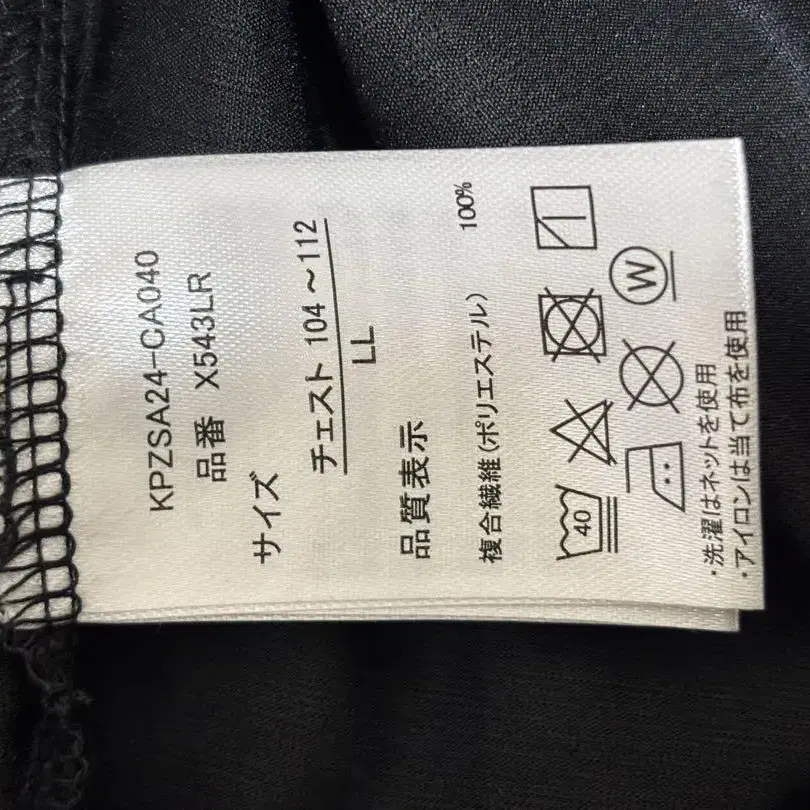 KPZSA24-CA040
品番 X543LR
サイズ
チェスト 104～112
LL
品質表示
複合繊維(ポリエステル) 100%
40
W
・洗濯はネットを使用
・アイロンは当て布を使用